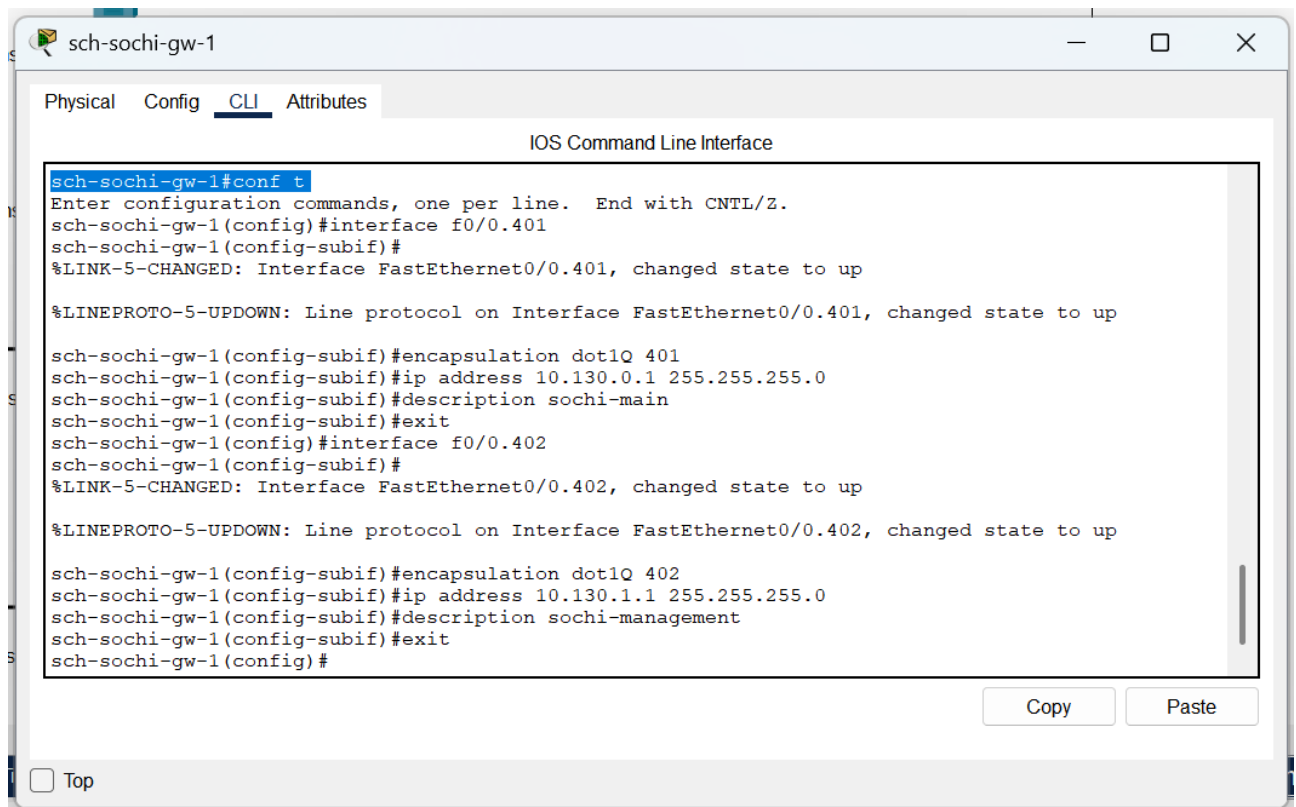 sch-sochi-gw-1
Physical Config CLI Attributes
IOS Command Line Interface
sch-sochi-gw-1#conf t
Enter configuration commands, one per line.  End with CNTL/Z.
sch-sochi-gw-1(config)#interface f0/0.401
sch-sochi-gw-1(config-subif)#
%LINK-5-CHANGED: Interface FastEthernet0/0.401, changed state to up
%LINEPROTO-5-UPDOWN: Line protocol on Interface FastEthernet0/0.401, changed state to up
sch-sochi-gw-1(config-subif)#encapsulation dot1Q 401
sch-sochi-gw-1(config-subif)#ip address 10.130.0.1 255.255.255.0
sch-sochi-gw-1(config-subif)#description sochi-main
sch-sochi-gw-1(config-subif)#exit
sch-sochi-gw-1(config)#interface f0/0.402
sch-sochi-gw-1(config-subif)#
%LINK-5-CHANGED: Interface FastEthernet0/0.402, changed state to up
%LINEPROTO-5-UPDOWN: Line protocol on Interface FastEthernet0/0.402, changed state to up
sch-sochi-gw-1(config-subif)#encapsulation dot1Q 402
sch-sochi-gw-1(config-subif)#ip address 10.130.1.1 255.255.255.0
sch-sochi-gw-1(config-subif)#description sochi-management
sch-sochi-gw-1(config-subif)#exit
sch-sochi-gw-1(config)#
Copy Paste
Top